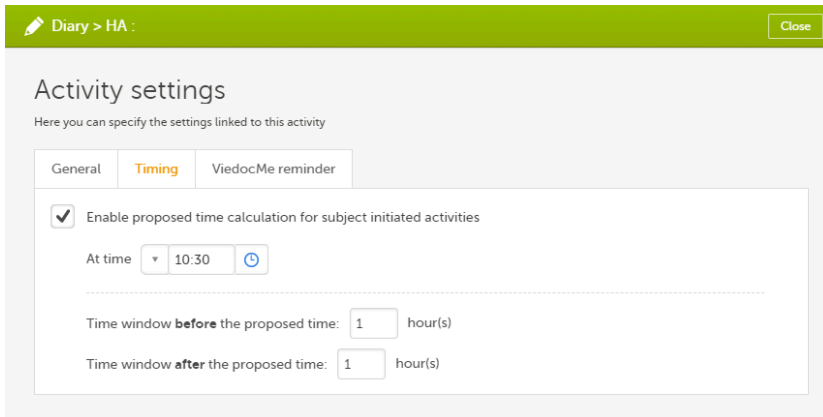 Diary > HA :
Close
Activity settings
Here you can specify the settings linked to this activity
General Timing ViedocMe reminder
Enable proposed time calculation for subject initiated activities
At time 10:30
Time window before the proposed time: 1 hour(s)
Time window after the proposed time: 1 hour(s)